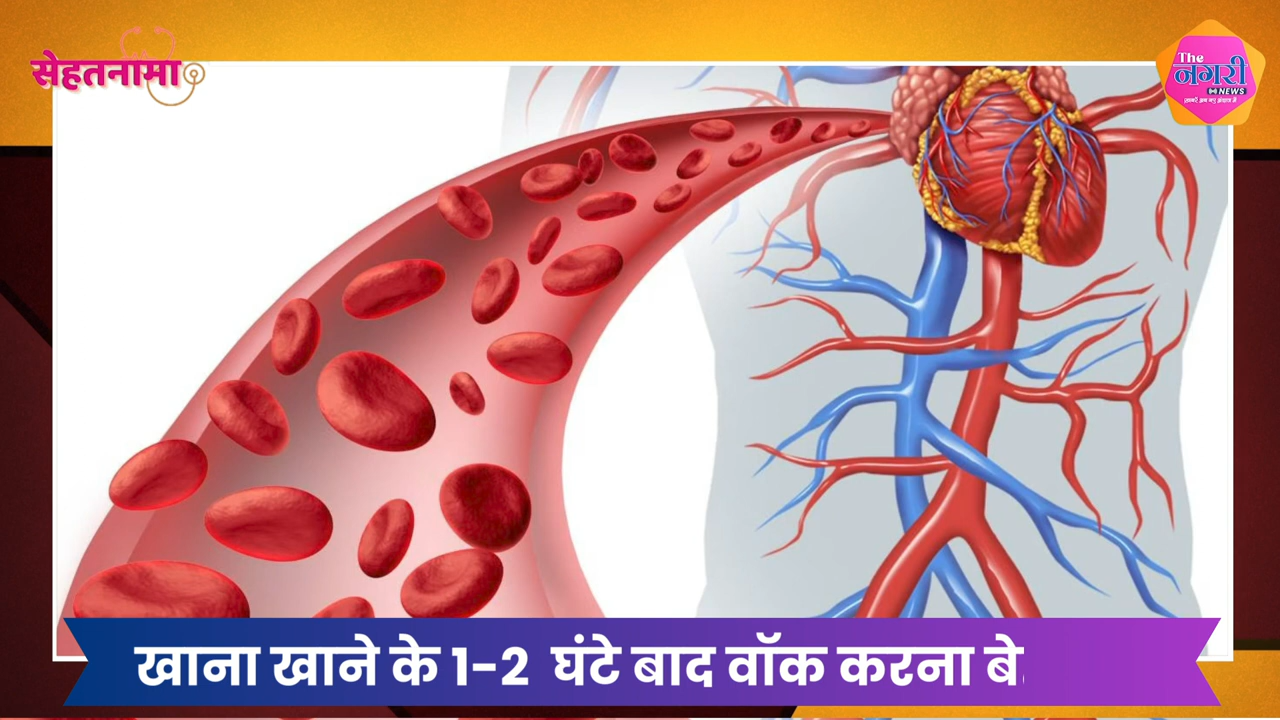 सेहतनामा
The
नगरी
NEWS
खाना खाने के 1-2 घंटे बाद वॉक करना